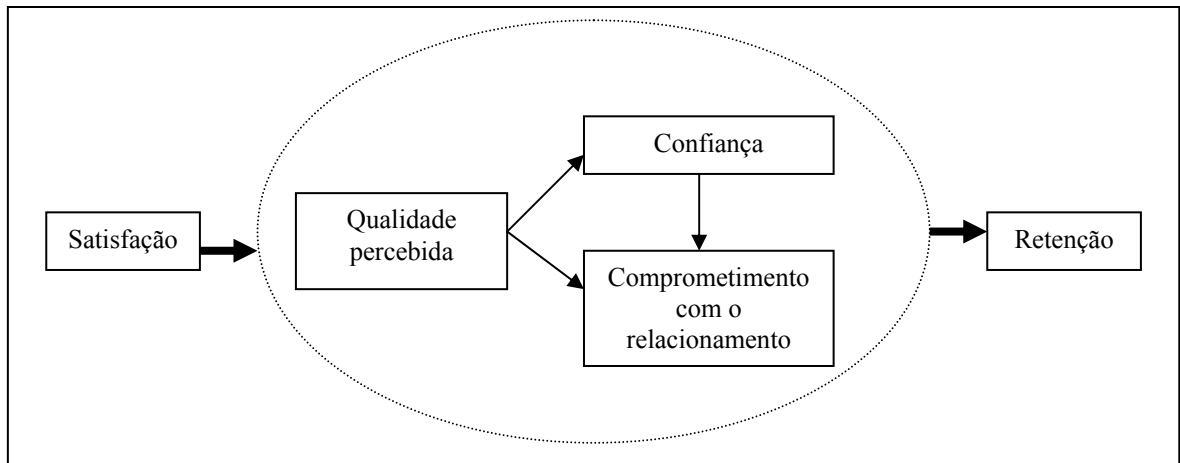 Satisfação
Qualidade
percebida
Confiança
Comprometimento
com o
relacionamento
Retenção